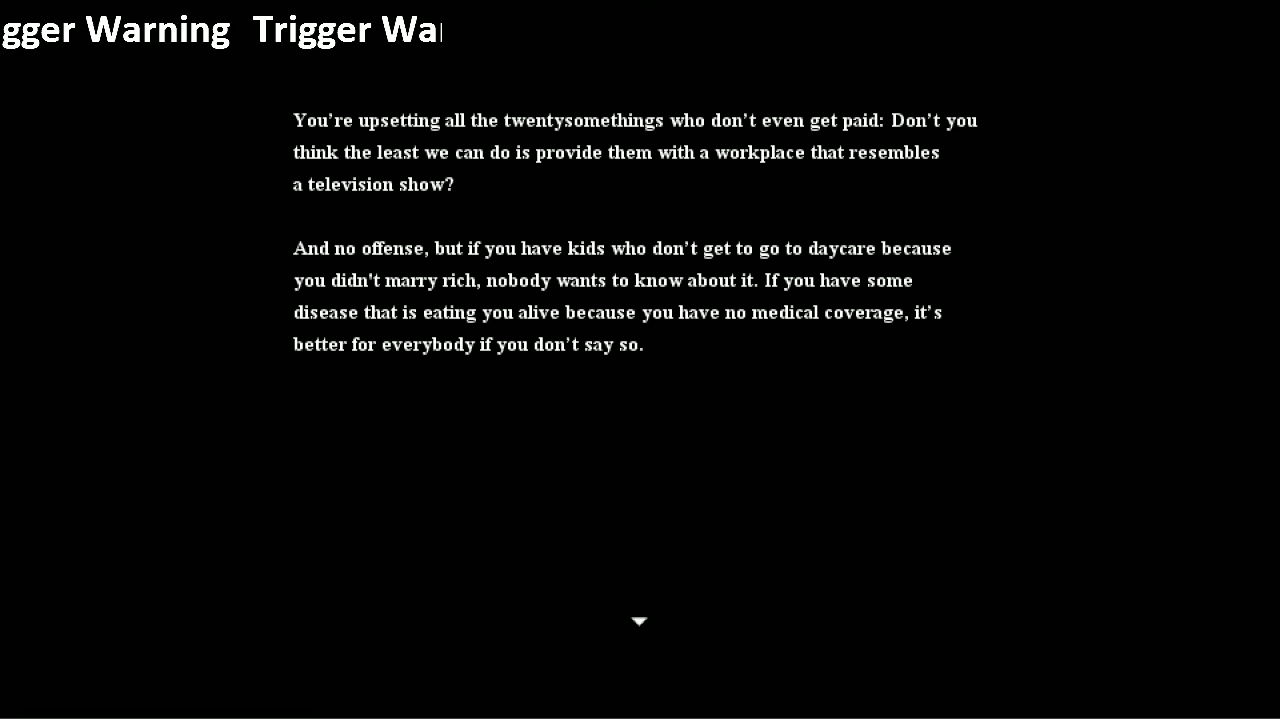 gger Warning Trigger Wa
You’re upsetting all the twentysomethings who don’t even get paid: Don’t you
think the least we can do is provide them with a workplace that resembles
a television show?
And no offense, but if you have kids who don’t get to go to daycare because
you didn't marry rich, nobody wants to know about it. If you have some
disease that is eating you alive because you have no medical coverage, it’s
better for everybody if you don’t say so.